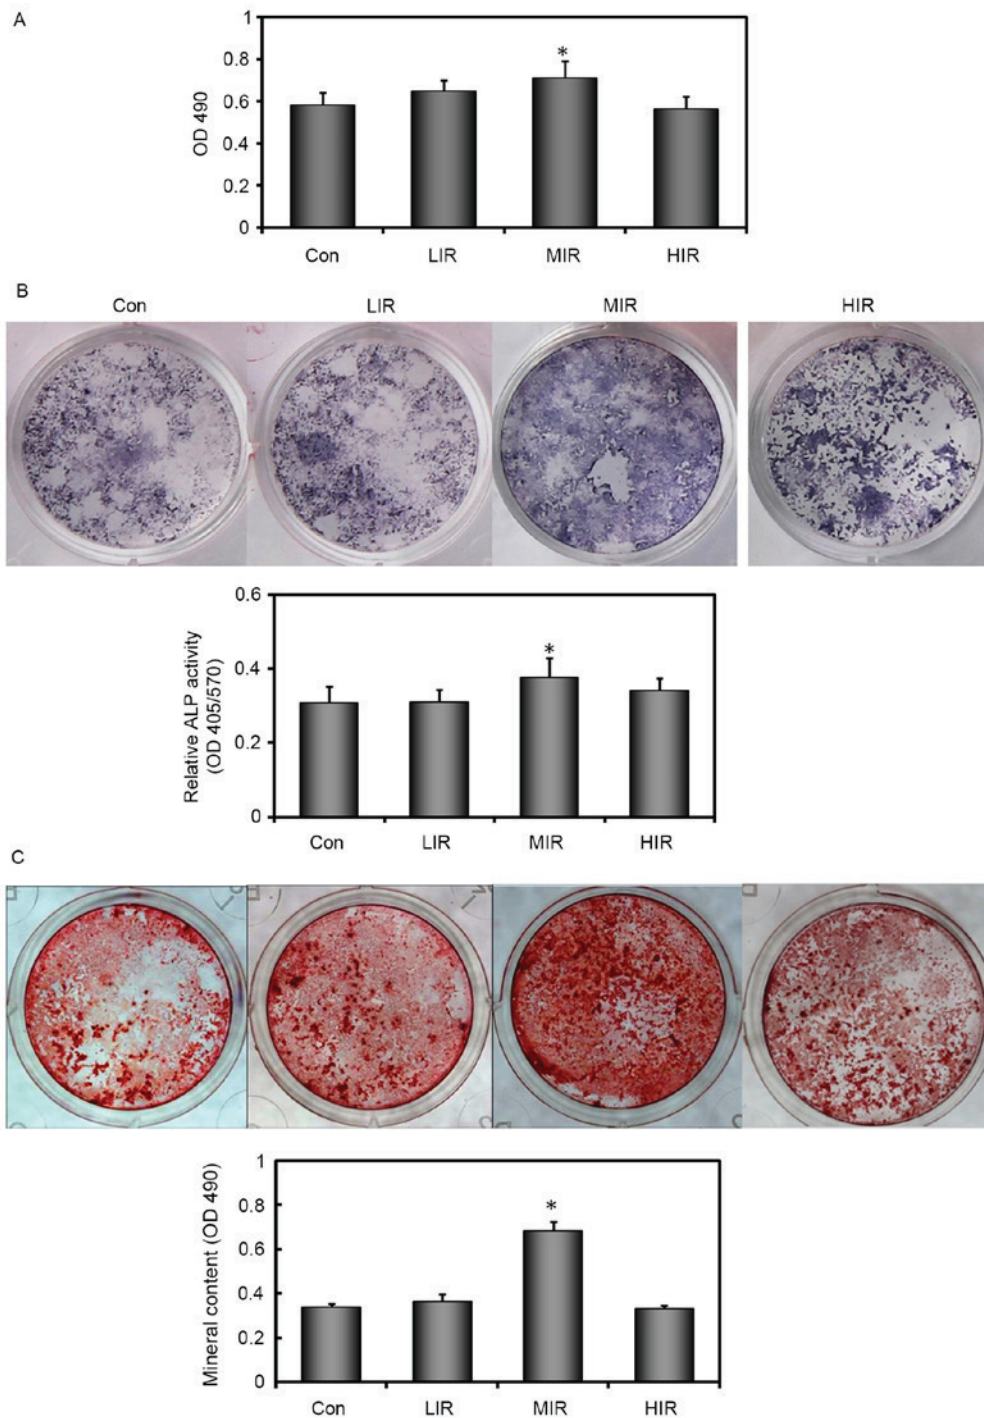 A
1
0.8
0.6
0.4
0.2
0
OD 490
*
Con LIR MIR HIR
B
Con LIR MIR HIR
0.6
0.4
0.2
0
Relative ALP activity
(OD 405/570)
*
Con LIR MIR HIR
C
1
0.8
0.6
0.4
0.2
0
Mineral content (OD 490)
*
Con LIR MIR HIR